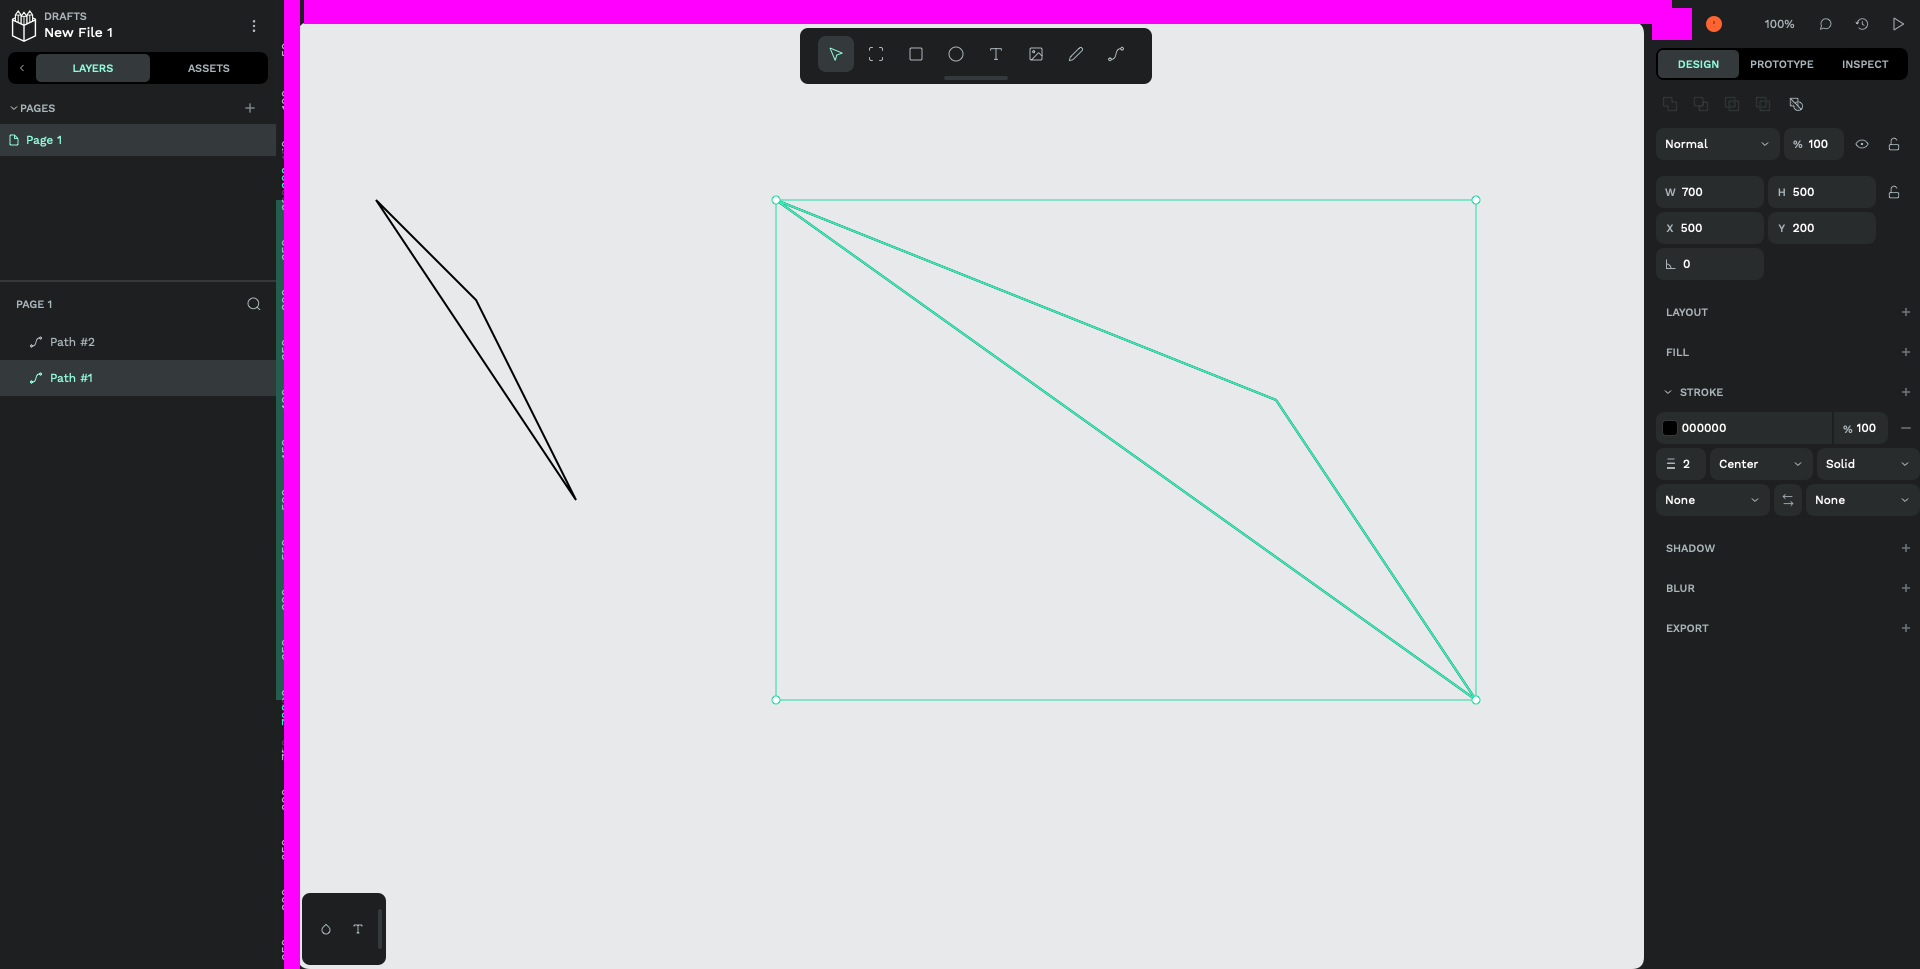 DRAFTS
New File 1
LAYERS
ASSETS
PAGES
Page 1
PAGE 1
Path #2
Path #1
100%
DESIGN
PROTOTYPE
INSPECT
Normal
% 100
W 700
H 500
X 500
Y 200
0
LAYOUT
FILL
STROKE
000000
% 100
2
Center
Solid
None
None
SHADOW
BLUR
EXPORT